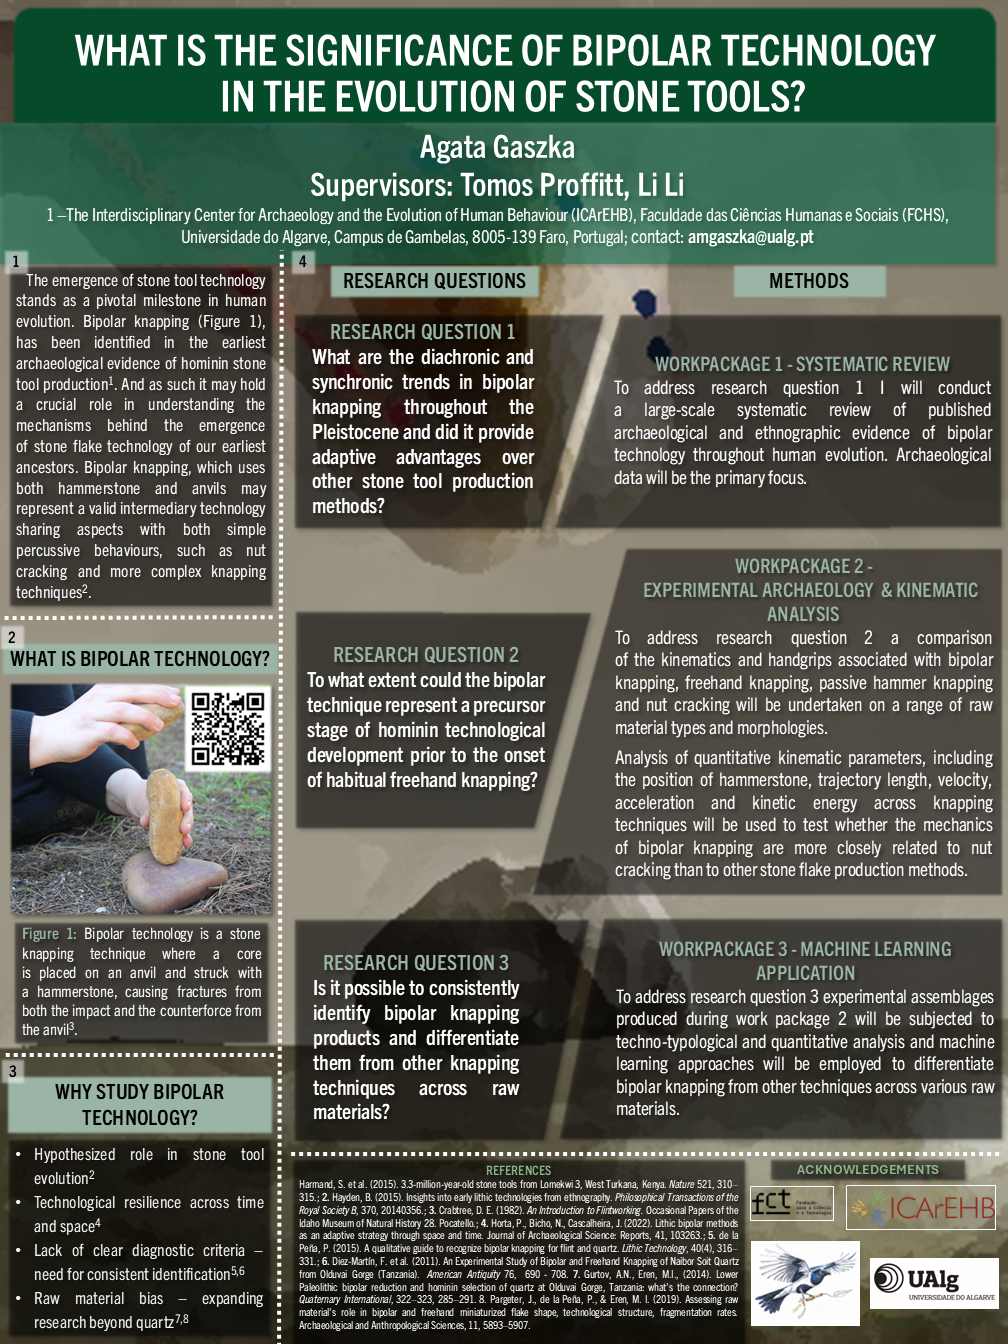 WHAT IS THE SIGNIFICANCE OF BIPOLAR TECHNOLOGY
IN THE EVOLUTION OF STONE TOOLS?
Agata Gaszka
Supervisors: Tomos Proffitt, Li Li
1 –The Interdisciplinary Center for Archaeology and the Evolution of Human Behaviour (ICArEHB), Faculdade das Ciências Humanas e Sociais (FCHS),
Universidade do Algarve, Campus de Gambelas, 8005-139 Faro, Portugal; contact: amgaszka@ualg.pt
1
The emergence of stone tool technology
stands as a pivotal milestone in human
evolution. Bipolar knapping (Figure 1),
has been identified in the earliest
archaeological evidence of hominin stone
tool production1. And as such it may hold
a crucial role in understanding the
mechanisms behind the emergence
of stone flake technology of our earliest
ancestors. Bipolar knapping, which uses
both hammerstone and anvils may
represent a valid intermediary technology
sharing aspects with both simple
percussive behaviours, such as nut
cracking and more complex knapping
techniques2.
2
WHAT IS BIPOLAR TECHNOLOGY?
Figure 1: Bipolar technology is a stone
knapping technique where a core
is placed on an anvil and struck with
a hammerstone, causing fractures from
both the impact and the counterforce from
the anvil3.
3
WHY STUDY BIPOLAR
TECHNOLOGY?
• Hypothesized role in stone tool
evolution2
• Technological resilience across time
and space4
• Lack of clear diagnostic criteria –
need for consistent identification5,6
• Raw material bias – expanding
research beyond quartz7,8
4
RESEARCH QUESTIONS
METHODS
RESEARCH QUESTION 1
What are the diachronic and
synchronic trends in bipolar
knapping throughout the
Pleistocene and did it provide
adaptive advantages over
other stone tool production
methods?
WORKPACKAGE 1 - SYSTEMATIC REVIEW
To address research question 1 I will conduct
a large-scale systematic review of published
archaeological and ethnographic evidence of bipolar
technology throughout human evolution. Archaeological
data will be the primary focus.
RESEARCH QUESTION 2
To what extent could the bipolar
technique represent a precursor
stage of hominin technological
development prior to the onset
of habitual freehand knapping?
WORKPACKAGE 2 -
EXPERIMENTAL ARCHAEOLOGY & KINEMATIC
ANALYSIS
To address research question 2 a comparison
of the kinematics and handgrips associated with bipolar
knapping, freehand knapping, passive hammer knapping
and nut cracking will be undertaken on a range of raw
material types and morphologies.
Analysis of quantitative kinematic parameters, including
the position of hammerstone, trajectory length, velocity,
acceleration and kinetic energy across knapping
techniques will be used to test whether the mechanics
of bipolar knapping are more closely related to nut
cracking than to other stone flake production methods.
RESEARCH QUESTION 3
Is it possible to consistently
identify bipolar knapping
products and differentiate
them from other knapping
techniques across raw
materials?
WORKPACKAGE 3 - MACHINE LEARNING
APPLICATION
To address research question 3 experimental assemblages
produced during work package 2 will be subjected to
techno-typological and quantitative analysis and machine
learning approaches will be employed to differentiate
bipolar knapping from other techniques across various raw
materials.
REFERENCES
Harmand, S. et al. (2015). 3.3-million-year-old stone tools from Lomekwi 3, West Turkana, Kenya. Nature 521, 310–
315.; 2. Hayden, B. (2015). Insights into early lithic technologies from ethnography. Philosophical Transactions of the
Royal Society B, 370, 20140356.; 3. Crabtree, D. E. (1982). An Introduction to Flintworking. Occasional Papers of the
Idaho Museum of Natural History 28. Pocatello.; 4. Horta, P., Bicho, N., Cascalheira, J. (2022). Lithic bipolar methods
as an adaptive strategy through space and time. Journal of Archaeological Science: Reports, 41, 103263.; 5. de la
Peña, P. (2015). A qualitative guide to recognize bipolar knapping for flint and quartz. Lithic Technology, 40(4), 316–
331.; 6. Diez-Martín, F. et al. (2011). An Experimental Study of Bipolar and Freehand Knapping of Naibor Soit Quartz
from Olduvai Gorge (Tanzania). American Antiquity 76, 690 - 708. 7. Gurtov, A.N., Eren, M.I., (2014). Lower
Paleolithic bipolar reduction and hominin selection of quartz at Olduvai Gorge, Tanzania: what's the connection?
Quaternary International, 322–323, 285–291. 8. Pargeter, J., de la Peña, P., & Eren, M. I. (2019). Assessing raw
material's role in bipolar and freehand miniaturized flake shape, technological structure, fragmentation rates.
Archaeological and Anthropological Sciences, 11, 5893–5907.
ACKNOWLEDGEMENTS
fct
Fundação
para a Ciência
e a Tecnologia
ICArEHB
UAlg
UNIVERSIDADE DO ALGARVE